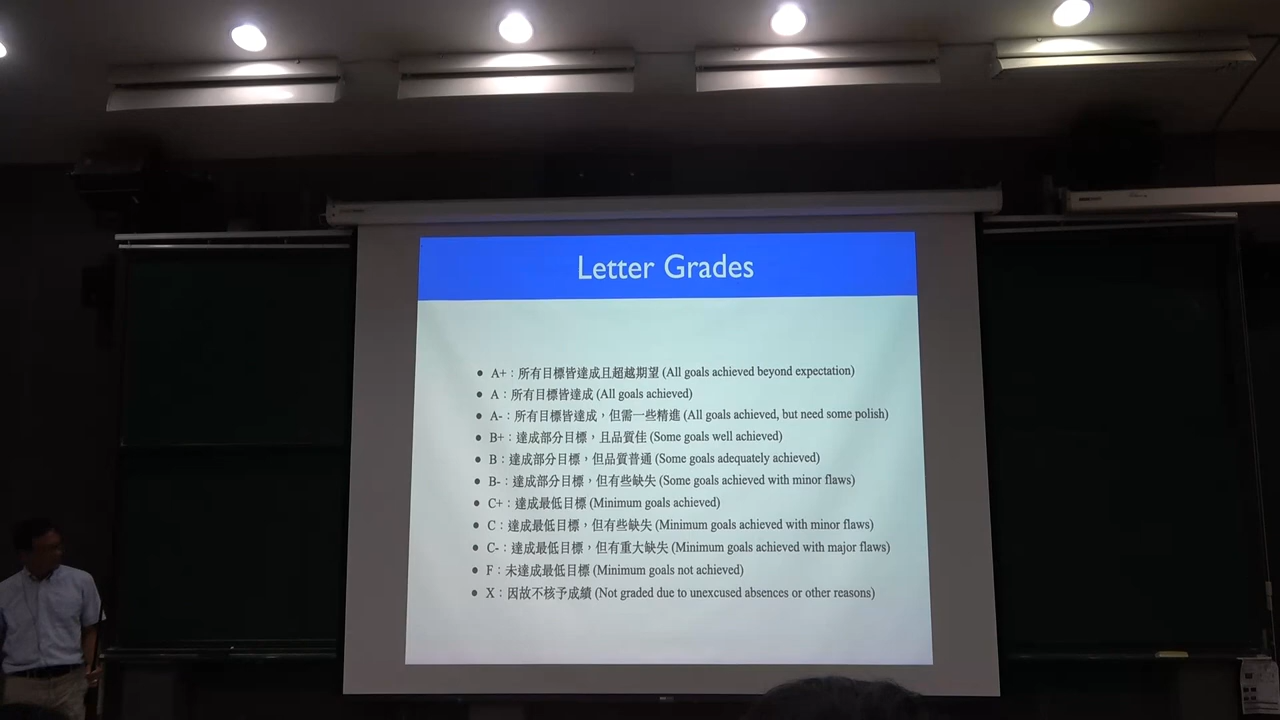 Letter Grades
• A+：所有目標皆達成且超越期望 (All goals achieved beyond expectation)
• A：所有目標皆達成 (All goals achieved)
• A-：所有目標皆達成，但需一些精進 (All goals achieved, but need some polish)
• B+：達成部分目標，且品質佳 (Some goals well achieved)
• B：達成部分目標，但品質普通 (Some goals adequately achieved)
• B-：達成部分目標，但有些缺失 (Some goals achieved with minor flaws)
• C+：達成最低目標 (Minimum goals achieved)
• C：達成最低目標，但有些缺失 (Minimum goals achieved with minor flaws)
• C-：達成最低目標，但有重大缺失 (Minimum goals achieved with major flaws)
• F：未達成最低目標 (Minimum goals not achieved)
• X：因故不核予成績 (Not graded due to unexcused absences or other reasons)